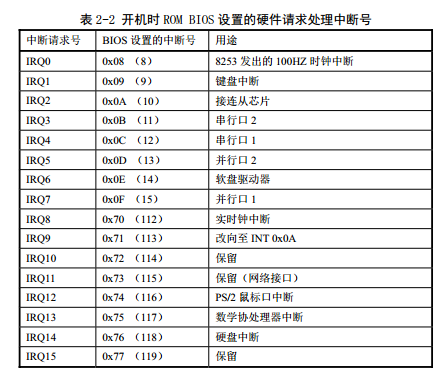 表 2-2 开机时 ROM BIOS 设置的硬件请求处理中断号
中断请求号 BIOS 设置的中断号 用途
IRQ0 0x08 (8) 8253 发出的 100HZ 时钟中断
IRQ1 0x09 (9) 键盘中断
IRQ2 0x0A (10) 接连从芯片
IRQ3 0x0B (11) 串行口 2
IRQ4 0x0C (12) 串行口 1
IRQ5 0x0D (13) 并行口 2
IRQ6 0x0E (14) 软盘驱动器
IRQ7 0x0F (15) 并行口 1
IRQ8 0x70 (112) 实时钟中断
IRQ9 0x71 (113) 改向至 INT 0x0A
IRQ10 0x72 (114) 保留
IRQ11 0x73 (115) 保留(网络接口)
IRQ12 0x74 (116) PS/2 鼠标口中断
IRQ13 0x75 (117) 数学协处理器中断
IRQ14 0x76 (118) 硬盘中断
IRQ15 0x77 (119) 保留